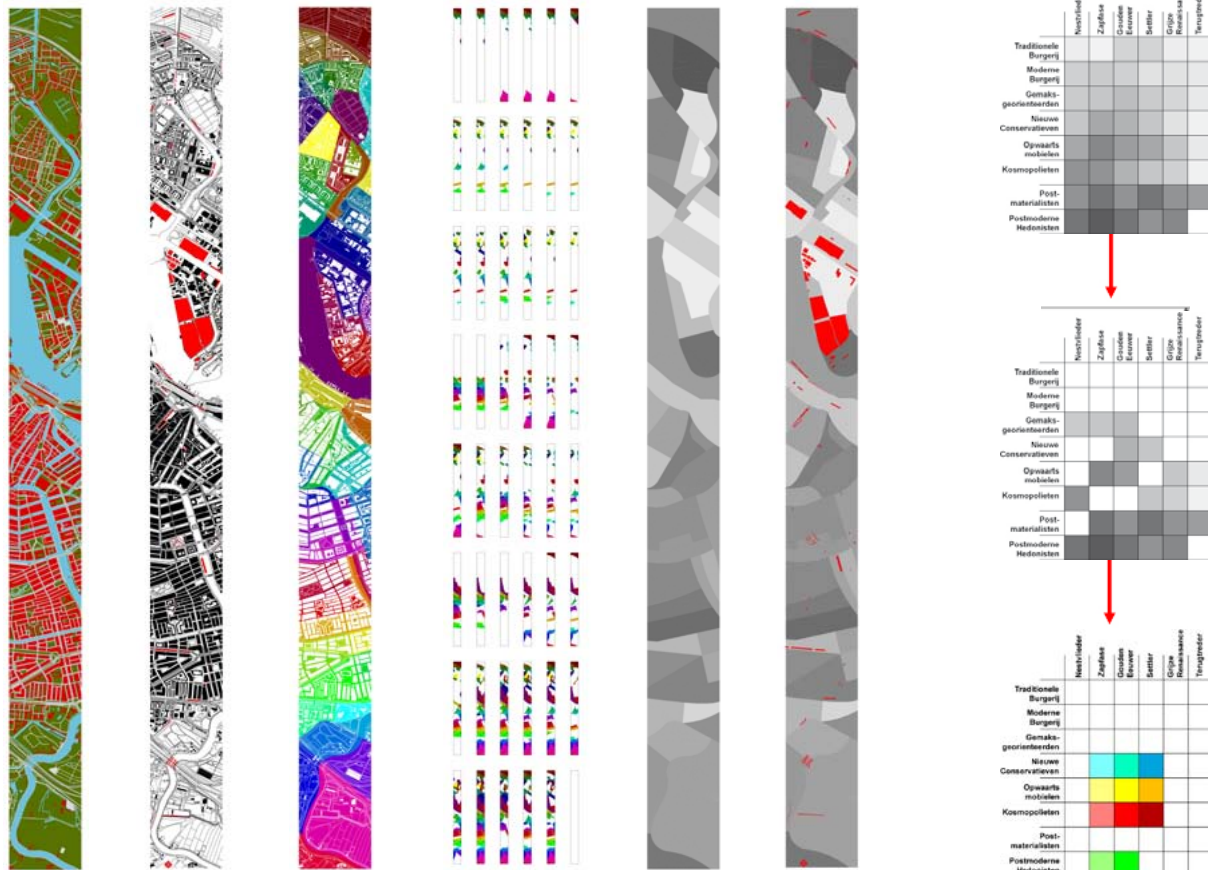 Nestvlieder
Zapfase
Gouden
Eeuwer
Settler
Grijze
Renaissance
Terugtreder
Traditionele
Burgerij
Moderne
Burgerij
Gemaks-
georienteerden
Nieuwe
Conservatieven
Opwaarts
mobielen
Kosmopolieten
Post-
materialisten
Postmoderne
Hedonisten
Nestvlieder
Zapfase
Gouden
Eeuwer
Settler
Grijze
Renaissance
Terugtreder
Traditionele
Burgerij
Moderne
Burgerij
Gemaks-
georienteerden
Nieuwe
Conservatieven
Opwaarts
mobielen
Kosmopolieten
Post-
materialisten
Postmoderne
Hedonisten
Nestvlieder
Zapfase
Gouden
Eeuwer
Settler
Grijze
Renaissance
Terugtreder
Traditionele
Burgerij
Moderne
Burgerij
Gemaks-
georienteerden
Nieuwe
Conservatieven
Opwaarts
mobielen
Kosmopolieten
Post-
materialisten
Postmoderne
Hedonisten